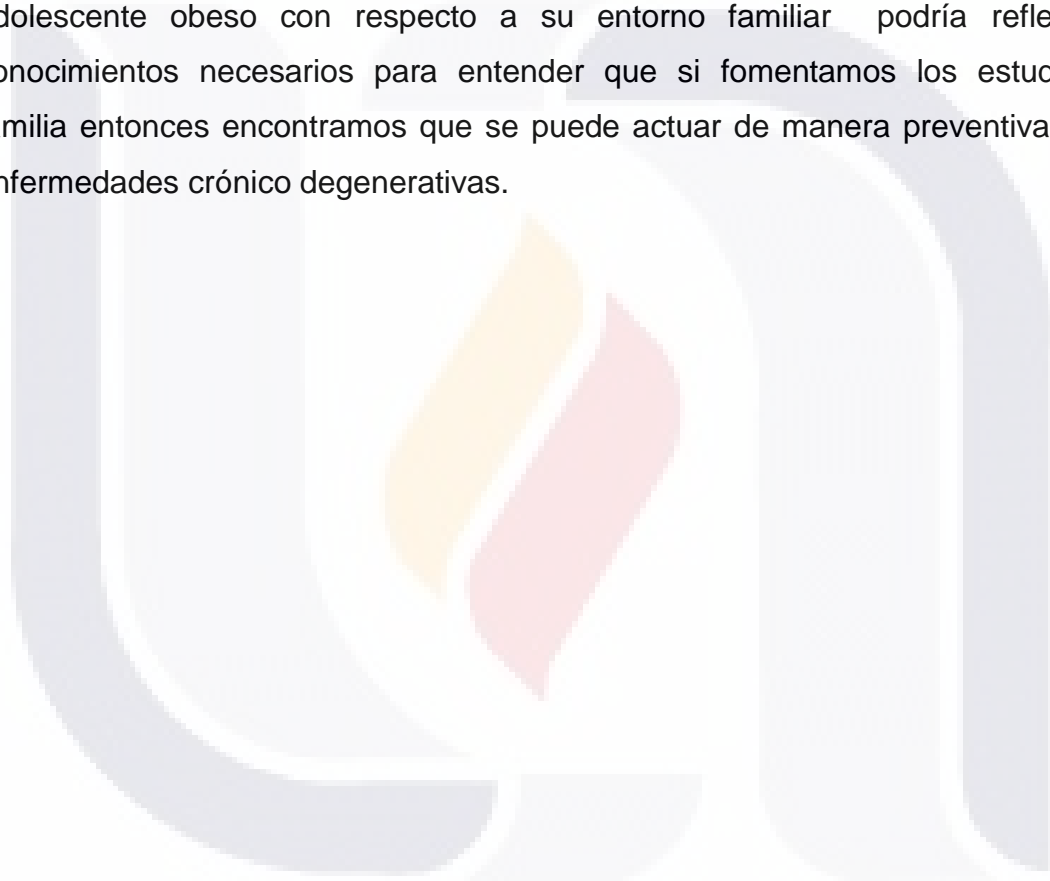 dolescente obeso con respecto a su entorno familiar podría refle
onocimientos necesarios para entender que si fomentamos los estud
milia entonces encontramos que se puede actuar de manera preventiva
nfermedades crónico degenerativas.